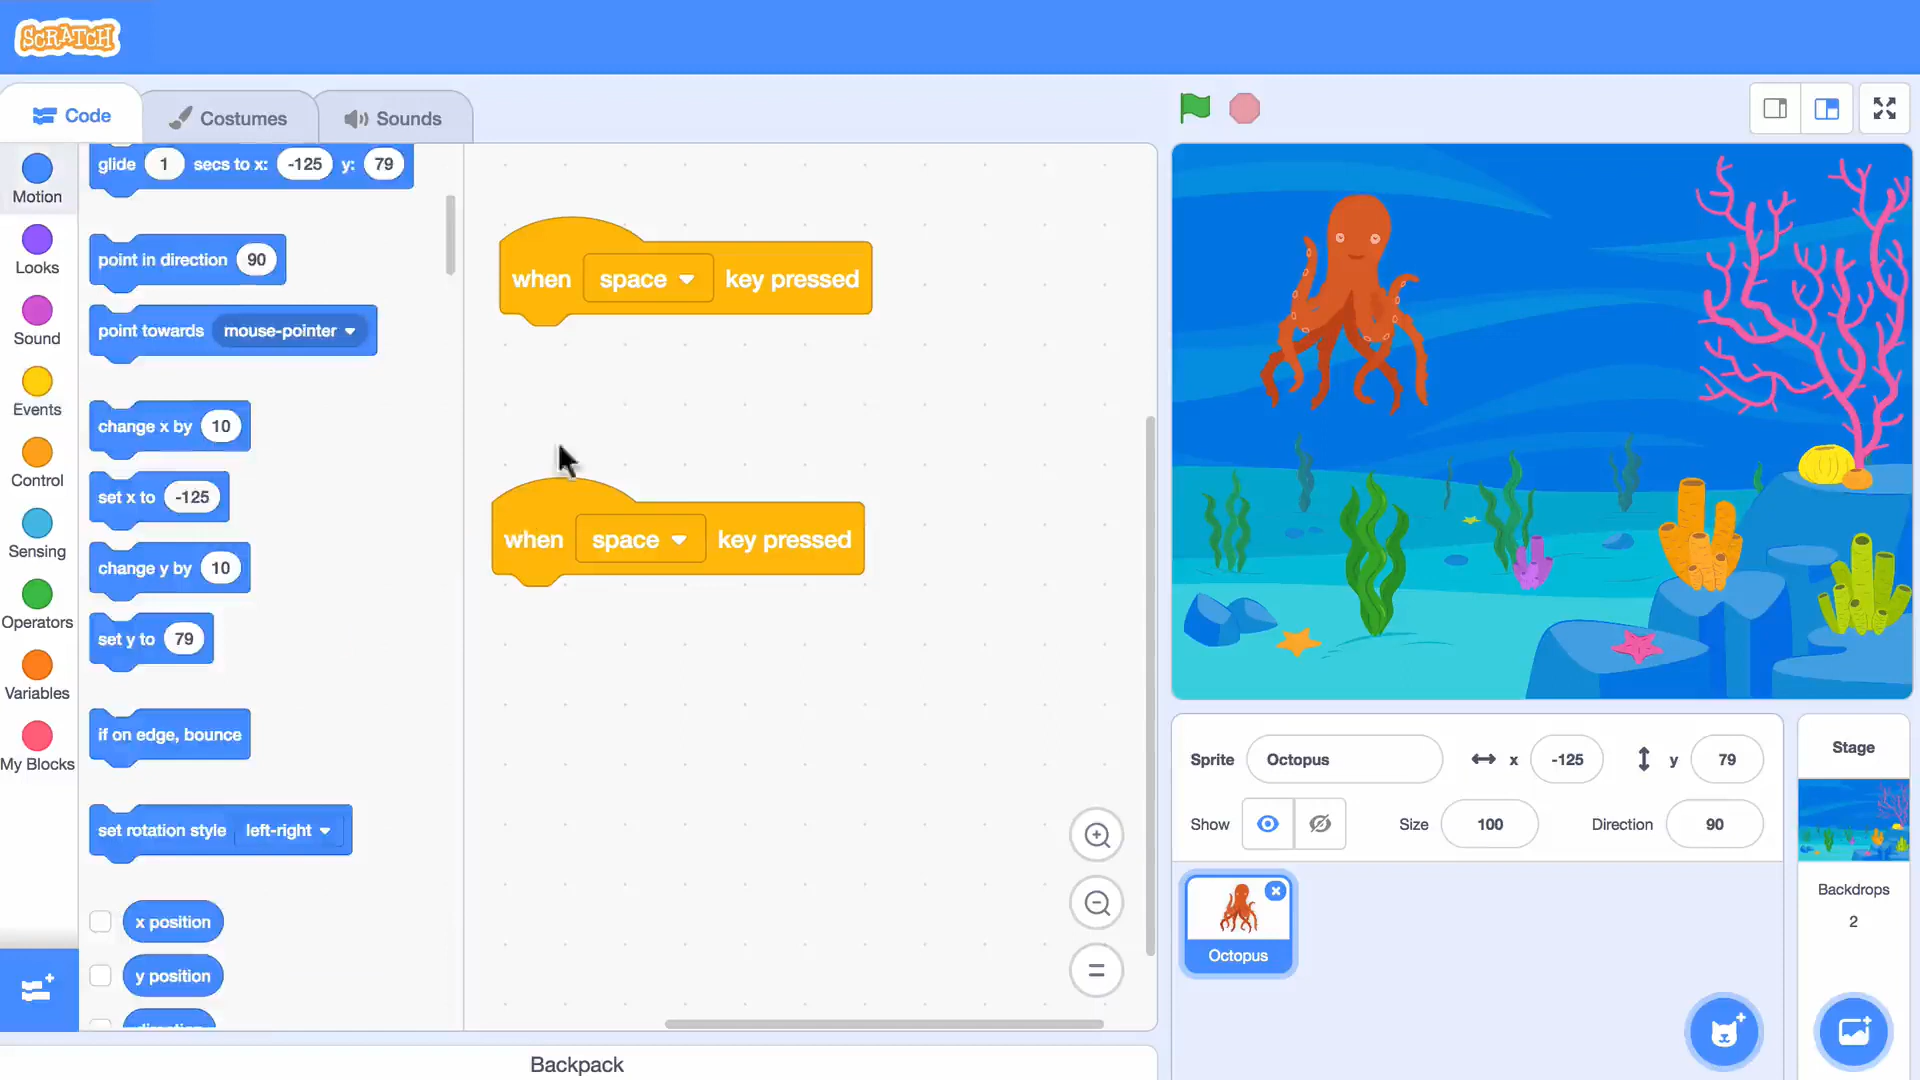 SCRATCH
Code
Costumes
Sounds
Motion
Looks
Sound
Events
Control
Sensing
Operators
Variables
My Blocks
glide 1 secs to x: -125 y: 79
point in direction 90
point towards mouse-pointer
change x by 10
set x to -125
change y by 10
set y to 79
if on edge, bounce
set rotation style left-right
x position
y position
when space key pressed
when space key pressed
Backpack
Sprite Octopus x -125 y 79
Show Size 100 Direction 90
Octopus
Stage
Backdrops
2